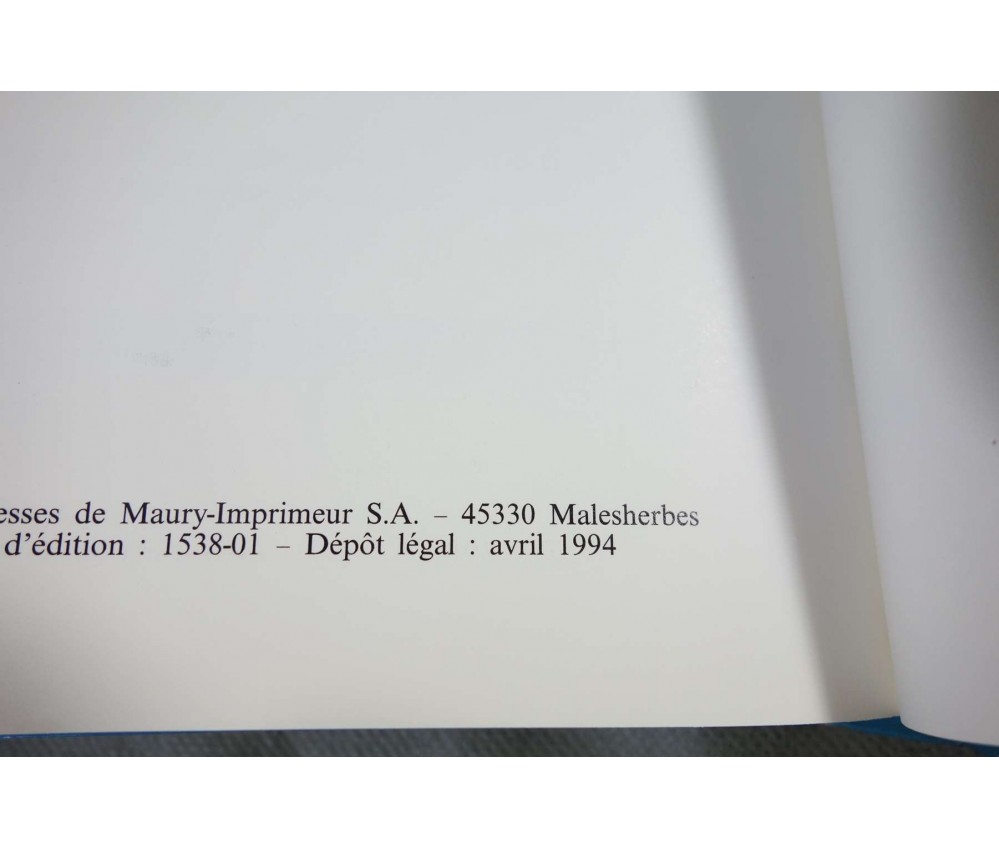 esses de Maury-Imprimeur S.A. – 45330 Malesherbes
d'édition : 1538-01 – Dépôt légal : avril 1994